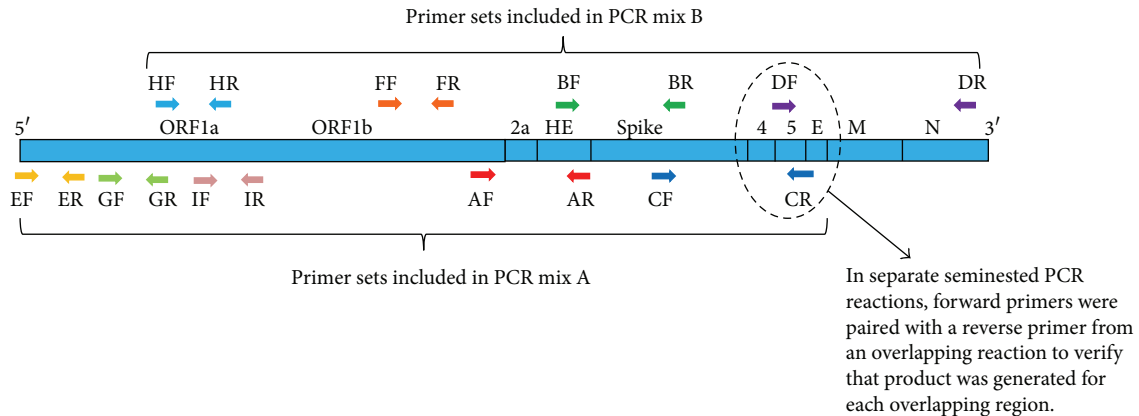 Primer sets included in PCR mix B
HF HR FF FR BF BR DF DR
5′ ORF1a ORF1b 2a HE Spike 4 5 E M N 3′
EF ER GF GR IF IR AF AR CF CR
Primer sets included in PCR mix A
In separate seminested PCR
reactions, forward primers were
paired with a reverse primer from
an overlapping reaction to verify
that product was generated for
each overlapping region.